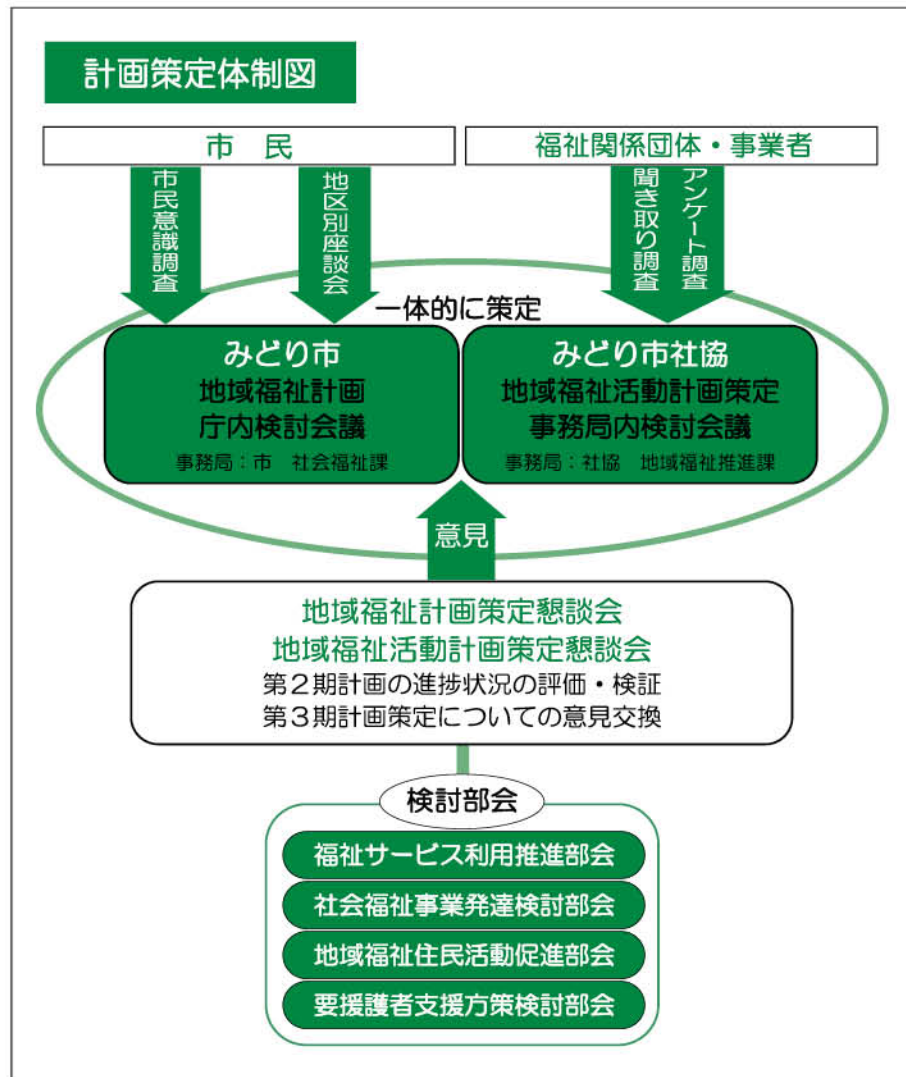 計画策定体制図
市　民
福祉関係団体・事業者
市民意識調査
地区別座談会
アンケート調査
聞き取り調査
一体的に策定
みどり市
地域福祉計画
庁内検討会議
事務局：市　社会福祉課
みどり市社協
地域福祉活動計画策定
事務局内検討会議
事務局：社協　地域福祉推進課
意見
地域福祉計画策定懇談会
地域福祉活動計画策定懇談会
第２期計画の進捗状況の評価・検証
第３期計画策定についての意見交換
検討部会
福祉サービス利用推進部会
社会福祉事業発達検討部会
地域福祉住民活動促進部会
要援護者支援方策検討部会